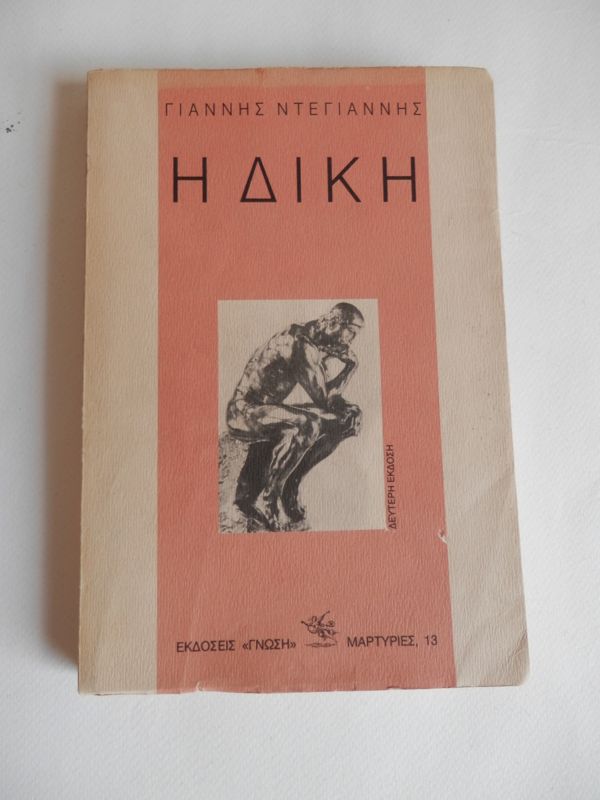 ΓΙΑΝΝΗΣ ΝΤΕΓΙΑΝΝΗΣ
Η ΔΙΚΗ
ΔΕΥΤΕΡΗ ΕΚΔΟΣΗ
ΕΚΔΟΣΕΙΣ «ΓΝΩΣΗ» ΜΑΡΤΥΡΙΕΣ, 13